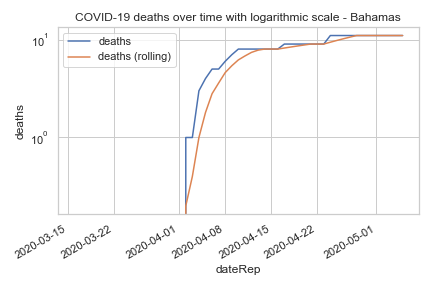 COVID-19 deaths over time with logarithmic scale - Bahamas
deaths
deaths (rolling)
10¹
10⁰
deaths
2020-03-15
2020-03-22
2020-04-01
2020-04-08
2020-04-15
2020-04-22
2020-05-01
dateRep